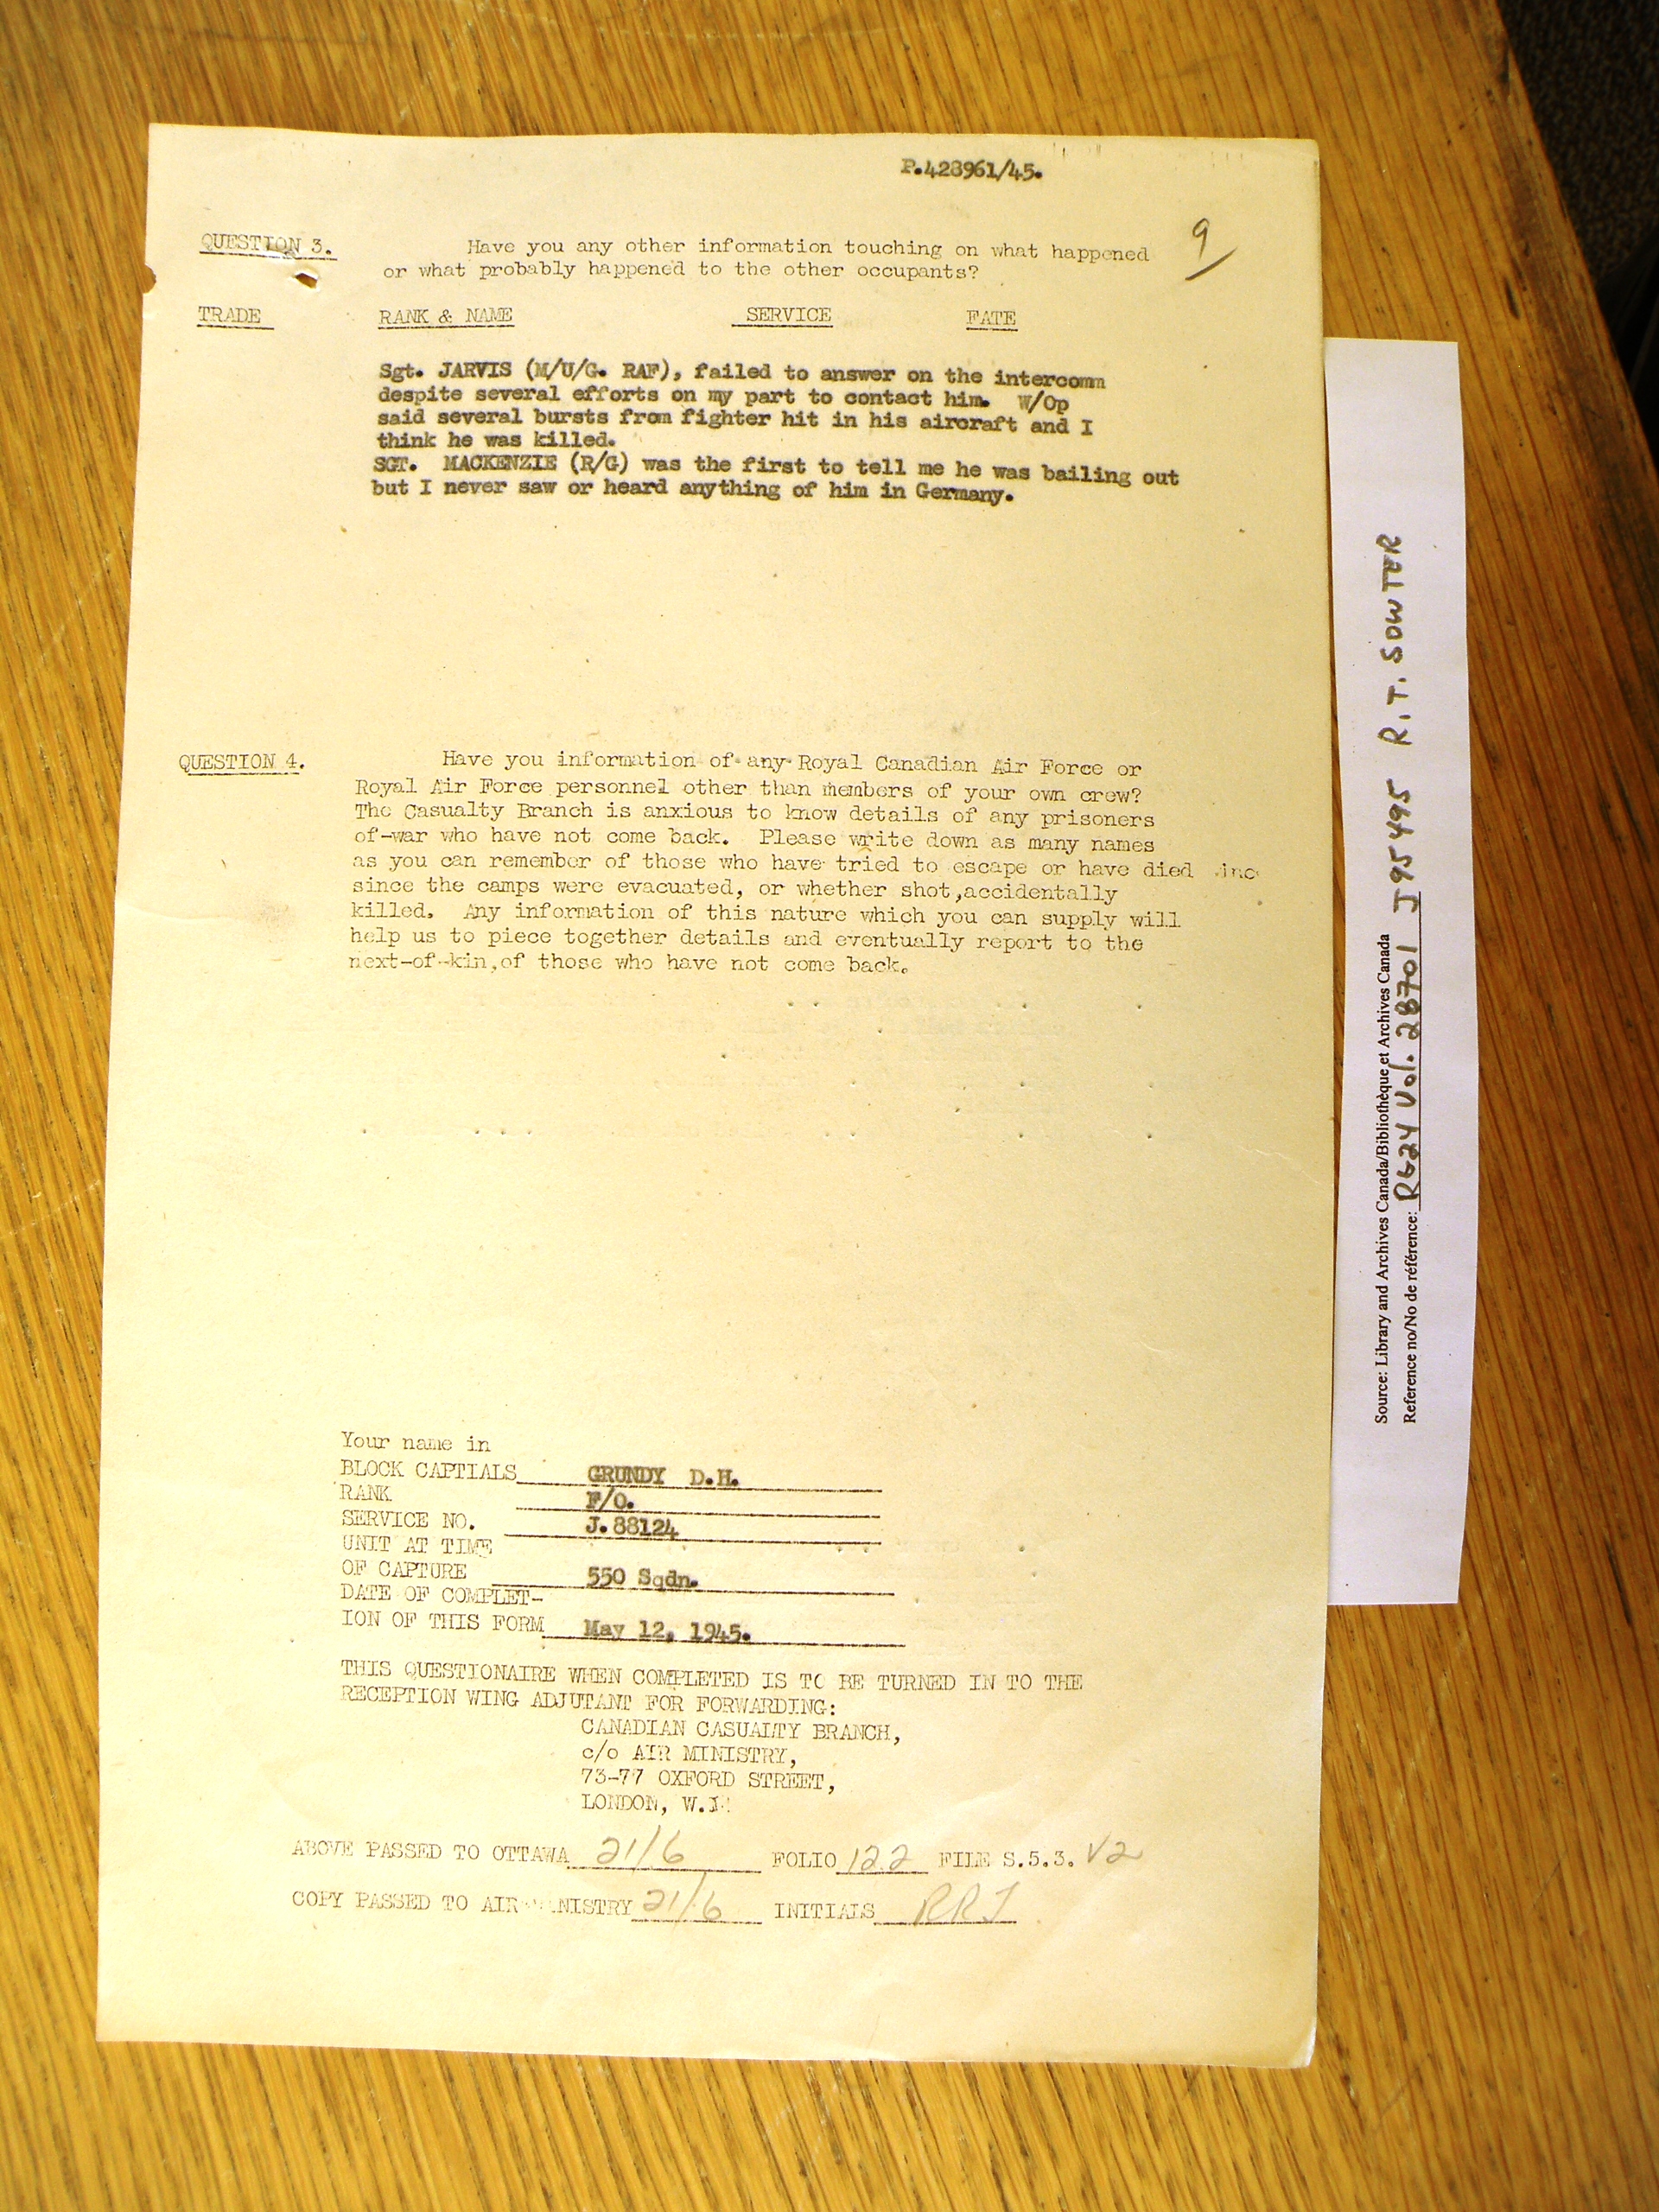 P.428961/45.
9
QUESTION 3.
Have you any other information touching on what happened
or what probably happened to the other occupants?
TRADE RANK & NAME SERVICE FATE
Sgt. JARVIS (M/U/G. RAF), failed to answer on the intercomm
despite several efforts on my part to contact him. W/Op
said several bursts from fighter hit in his aircraft and I
think he was killed.
SGT. MACKENZIE (R/G) was the first to tell me he was bailing out
but I never saw or heard anything of him in Germany.
QUESTION 4.
Have you information of any Royal Canadian Air Force or
Royal Air Force personnel other than members of your own crew?
The Casualty Branch is anxious to know details of any prisoners
of-war who have not come back. Please write down as many names
as you can remember of those who have tried to escape or have died
since the camps were evacuated, or whether shot,accidentally
killed. Any information of this nature which you can supply will
help us to piece together details and eventually report to the
next-of-kin,of those who have not come back.
Your name in
BLOCK CAPTIALS GRUNDY D.H.
RANK F/O.
SERVICE NO. J.88124
UNIT AT TIME
OF CAPTURE 550 Sqdn.
DATE OF COMPLET-
ION OF THIS FORM May 12, 1945.
THIS QUESTIONAIRE WHEN COMPLETED IS TO BE TURNED IN TO THE
RECEPTION WING ADJUTANT FOR FORWARDING:
CANADIAN CASUALTY BRANCH,
c/o AIR MINISTRY,
73-77 OXFORD STREET,
LONDON, W.1.
ABOVE PASSED TO OTTAWA 21/6 FOLIO 122 FILE S.5.3. V2
COPY PASSED TO AIR MINISTRY 21/6 INITIALS RRJ
Source: Library and Archives Canada/Bibliothèque et Archives Canada
Reference no/No de référence: RG24 Vol. 28701 J95495 R.T. SOWTER